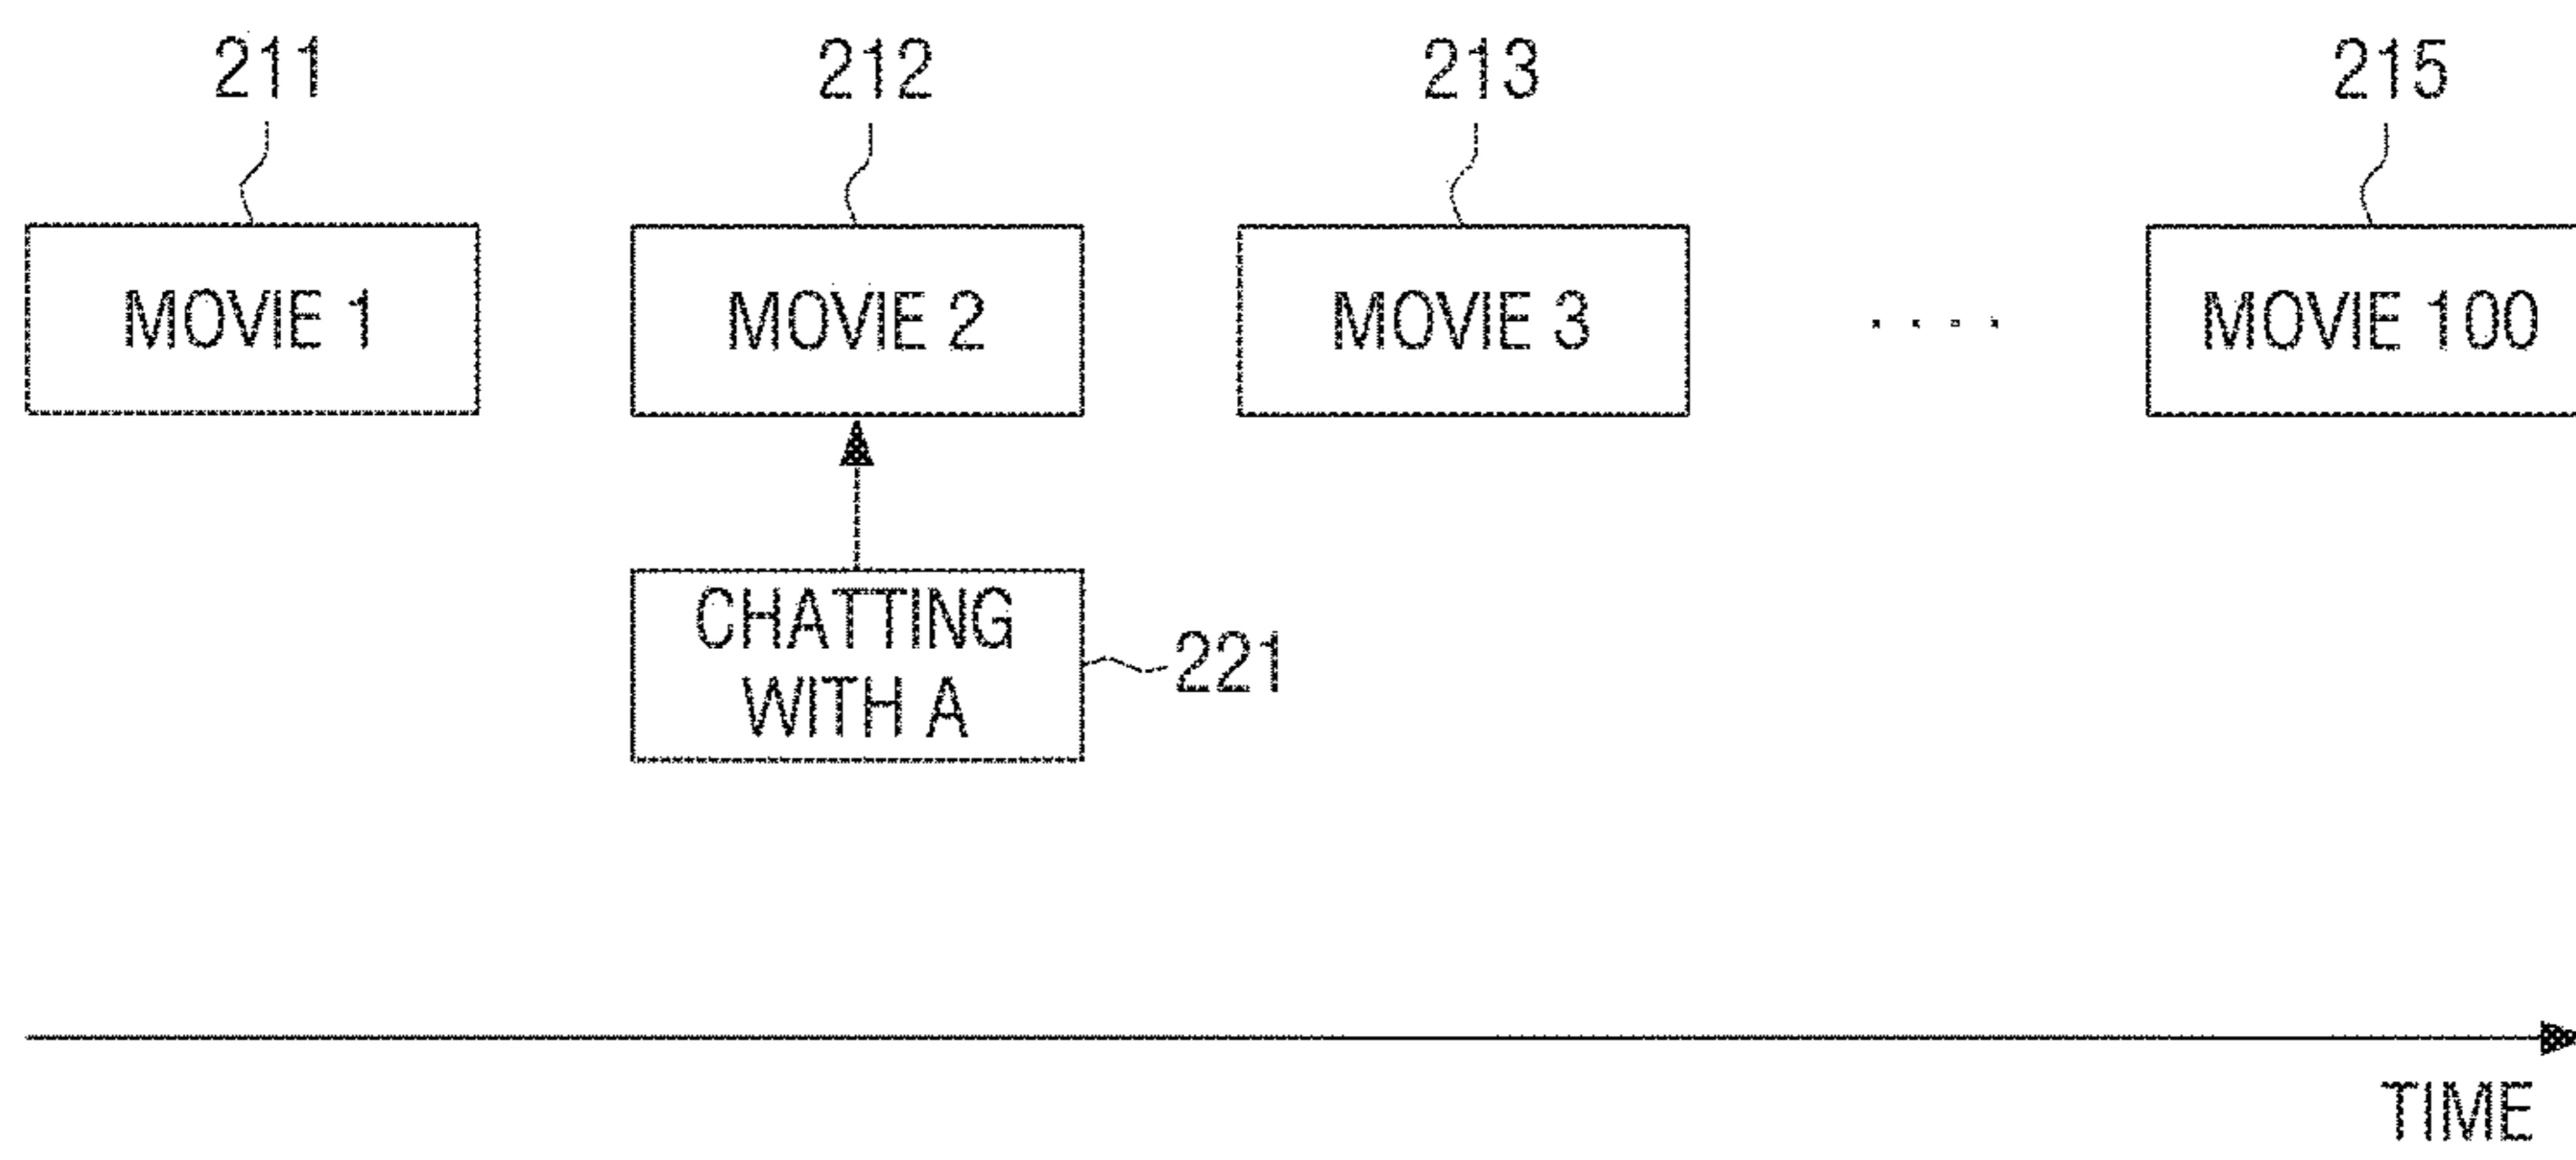 211
212
213
215
MOVIE 1
MOVIE 2
MOVIE 3
. . . .
MOVIE 100
CHATTING
WITH A
221
TIME